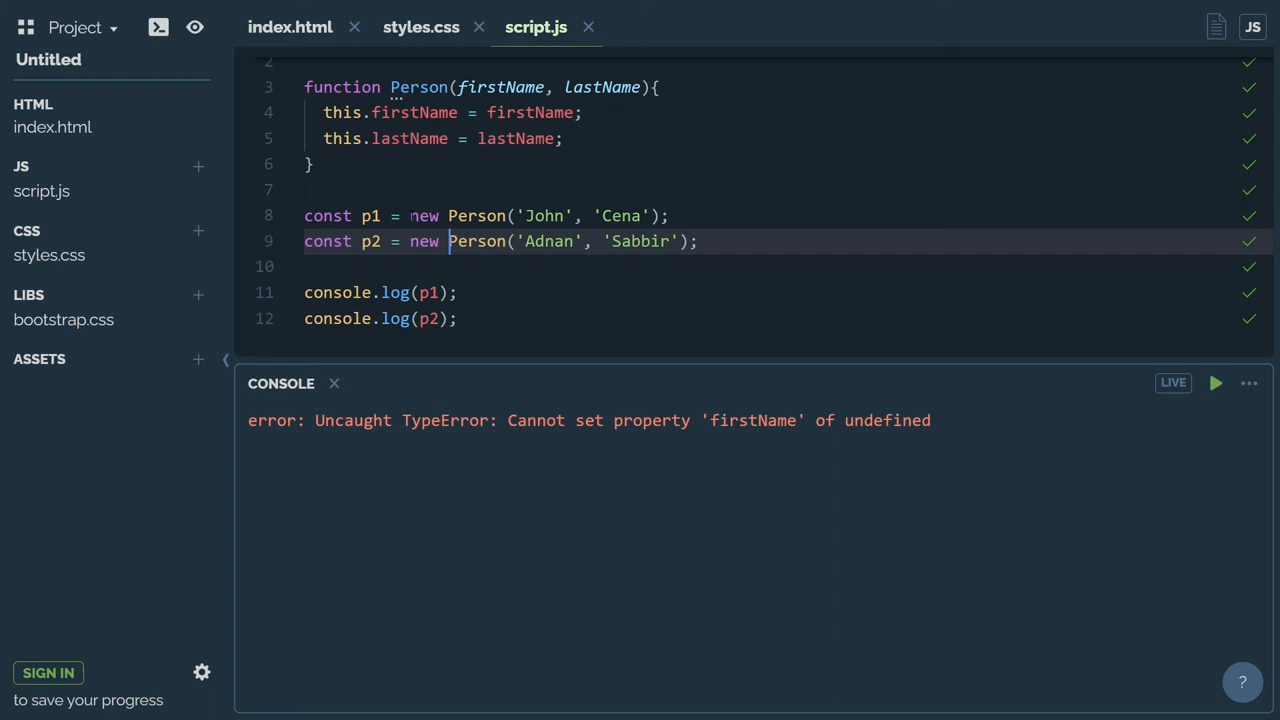 Project
index.html
styles.css
script.js
JS
Untitled
HTML
index.html
JS
script.js
CSS
styles.css
LIBS
bootstrap.css
ASSETS
SIGN IN
to save your progress
2
3 function Person(firstName, lastName){
4 this.firstName = firstName;
5 this.lastName = lastName;
6 }
7
8 const p1 = new Person('John', 'Cena');
9 const p2 = new Person('Adnan', 'Sabbir');
10
11 console.log(p1);
12 console.log(p2);
CONSOLE
LIVE
error: Uncaught TypeError: Cannot set property 'firstName' of undefined
?